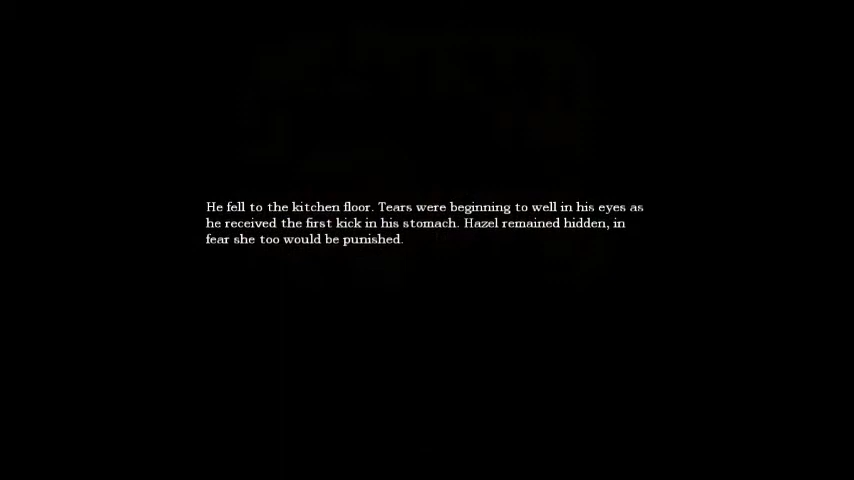 He fell to the kitchen floor. Tears were beginning to well in his eyes as
he received the first kick in his stomach. Hazel remained hidden, in
fear she too would be punished.